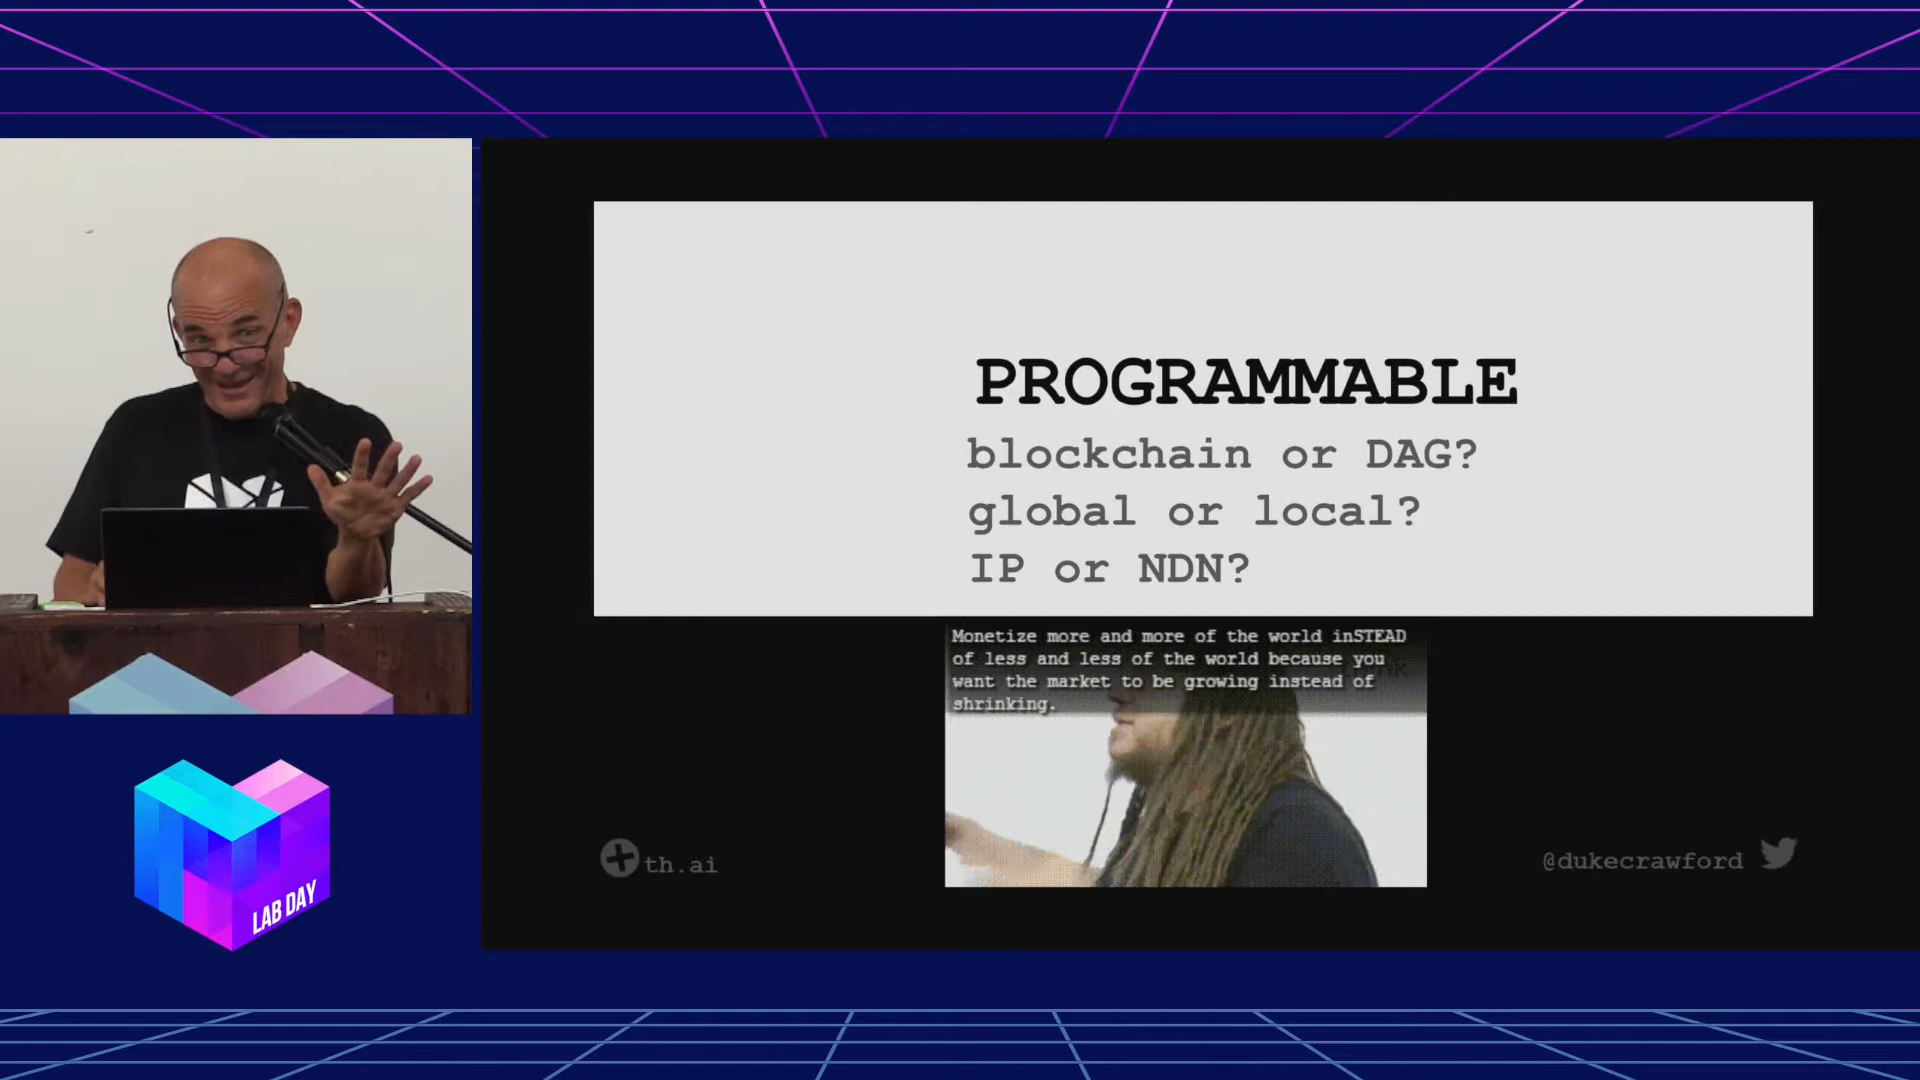 PROGRAMMABLE
blockchain or DAG?
global or local?
IP or NDN?
Monetize more and more of the world inSTEAD
of less and less of the world because you
want the market to be growing instead of
shrinking.
th.ai
@dukecrawford
LAB DAY